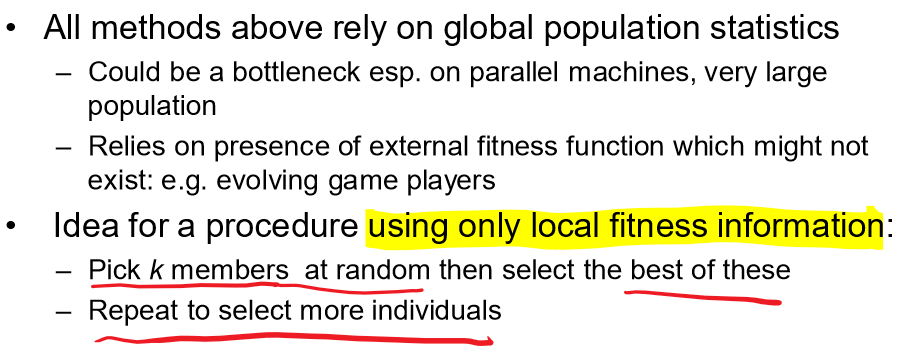 • All methods above rely on global population statistics
– Could be a bottleneck esp. on parallel machines, very large
population
– Relies on presence of external fitness function which might not
exist: e.g. evolving game players
• Idea for a procedure using only local fitness information:
– Pick k members at random then select the best of these
– Repeat to select more individuals